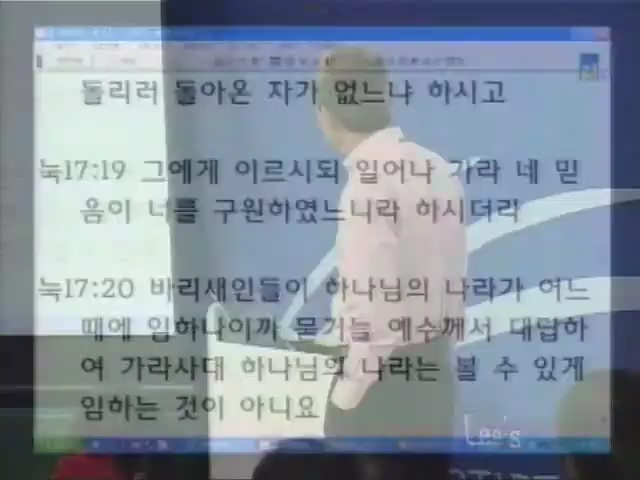 돌리러 돌아온 자가 없느냐 하시고
눅17:19 그에게 이르시되 일어나 가라 네 믿
음이 너를 구원하였느니라 하시더라
눅17:20 바리새인들이 하나님의 나라가 어느
때에 임하나이까 묻거늘 예수께서 대답하
여 가라사대 하나님의 나라는 볼 수 있게
임하는 것이 아니요
Lee's